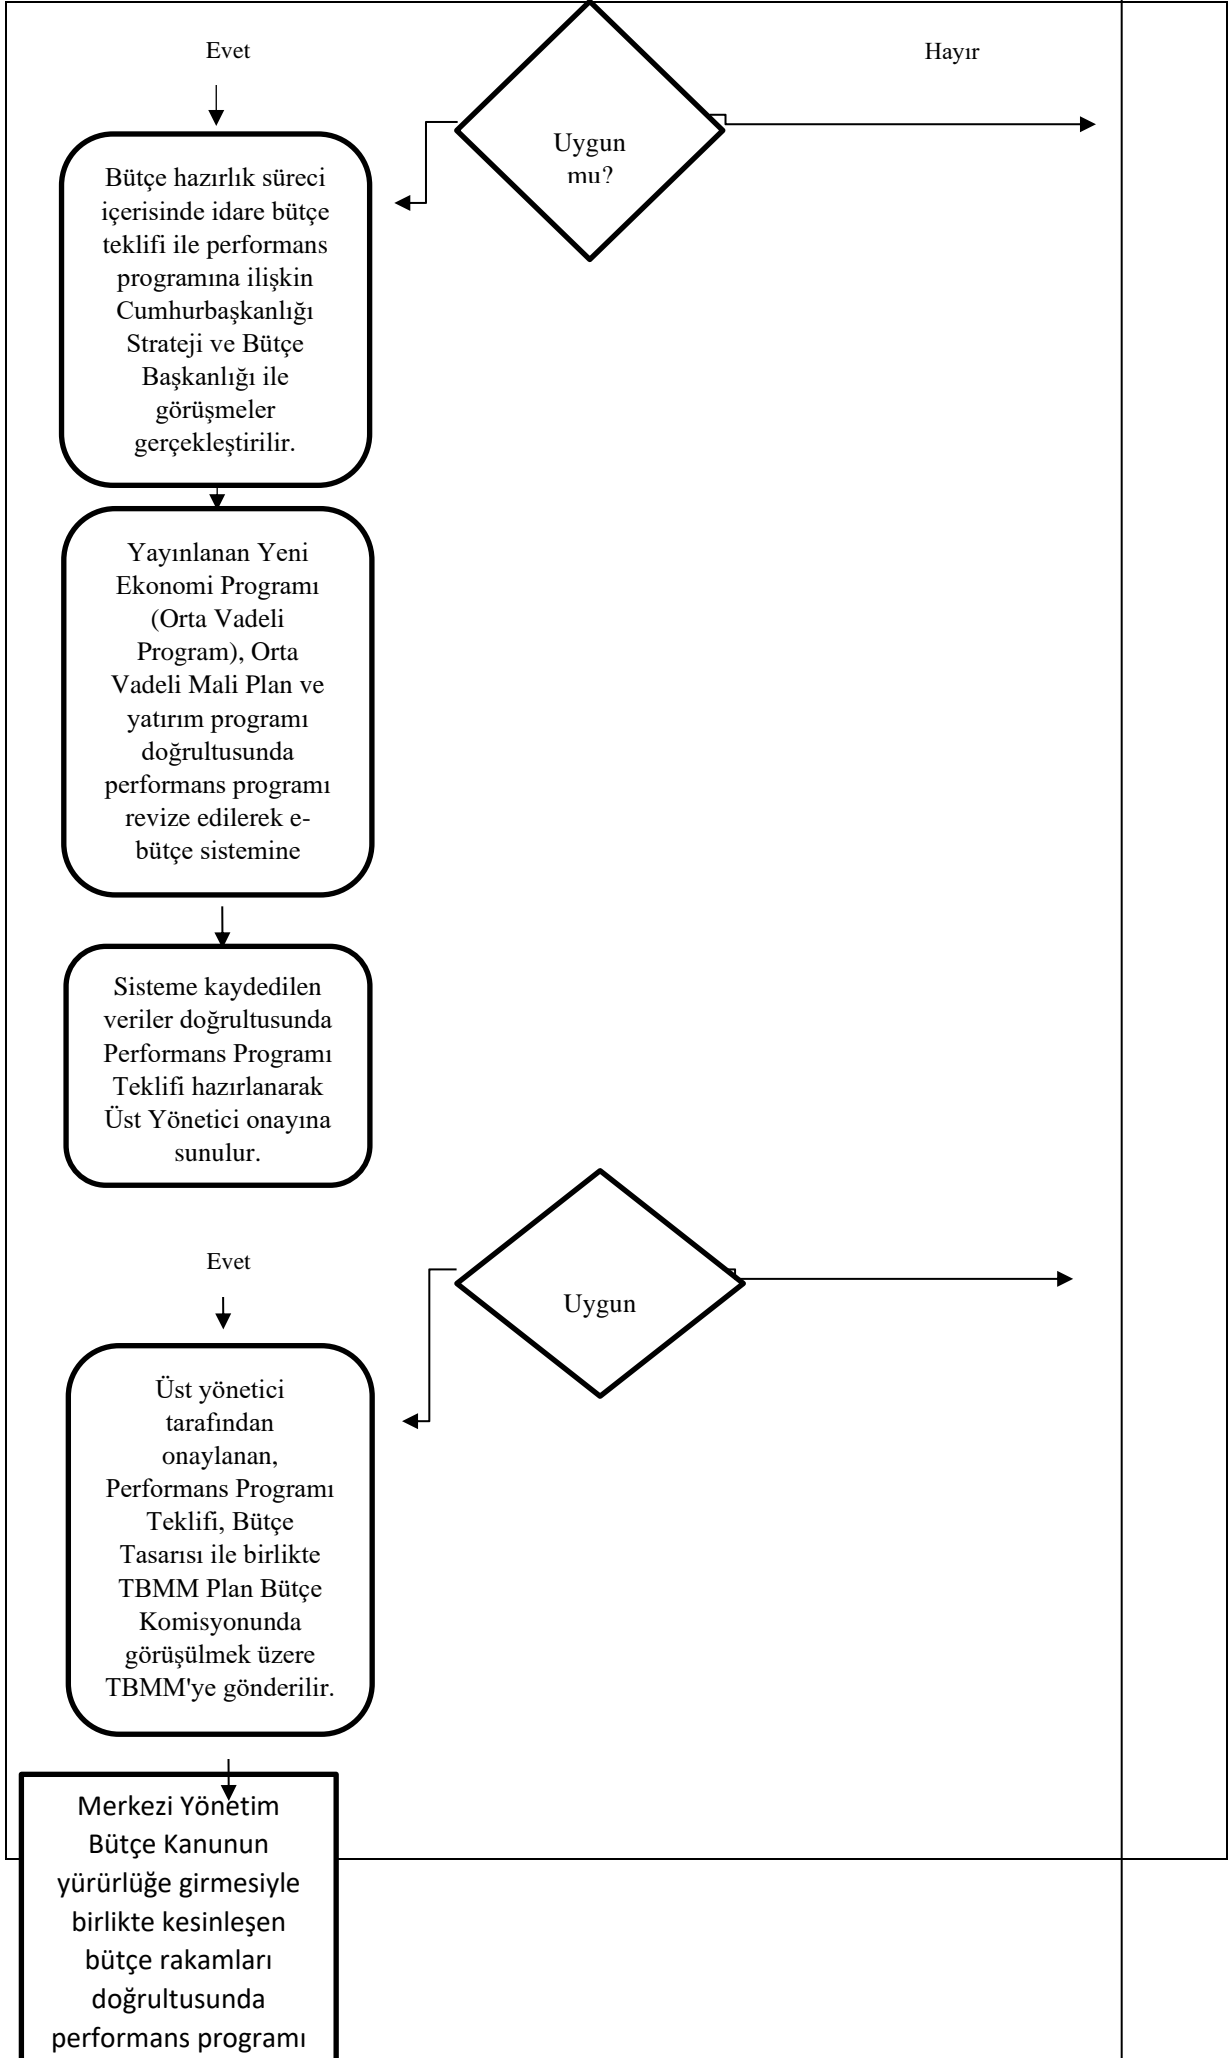 Evet
Hayır
Uygun
mu?
Bütçe hazırlık süreci
içerisinde idare bütçe
teklifi ile performans
programına ilişkin
Cumhurbaşkanlığı
Strateji ve Bütçe
Başkanlığı ile
görüşmeler
gerçekleştirilir.
Yayınlanan Yeni
Ekonomi Programı
(Orta Vadeli
Program), Orta
Vadeli Mali Plan ve
yatırım programı
doğrultusunda
performans programı
revize edilerek e-
bütçe sistemine
Sisteme kaydedilen
veriler doğrultusunda
Performans Programı
Teklifi hazırlanarak
Üst Yönetici onayına
sunulur.
Evet
Uygun
Üst yönetici
tarafından
onaylanan,
Performans Programı
Teklifi, Bütçe
Tasarısı ile birlikte
TBMM Plan Bütçe
Komisyonunda
görüşülmek üzere
TBMM'ye gönderilir.
Merkezi Yönetim
Bütçe Kanunun
yürürlüğe girmesiyle
birlikte kesinleşen
bütçe rakamları
doğrultusunda
performans programı